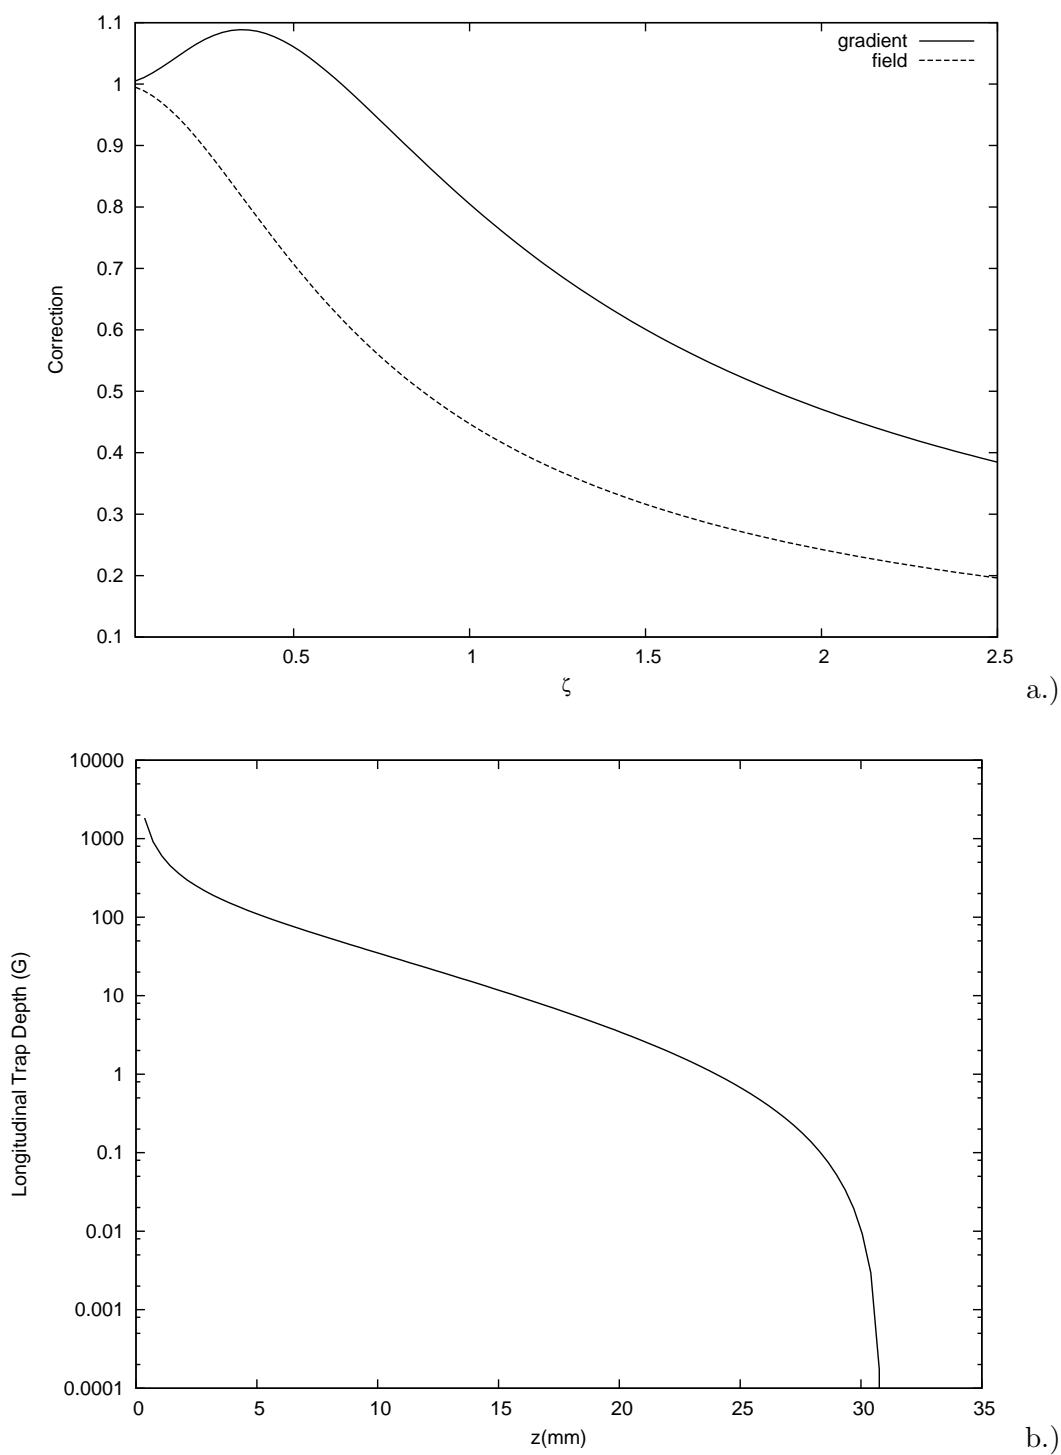 1.1
1
0.9
0.8
0.7
0.6
0.5
0.4
0.3
0.2
0.1
Correction
gradient
field
0.5 1 1.5 2 2.5
ζ
a.)
10000
1000
100
10
1
0.1
0.01
0.001
0.0001
Longitudinal Trap Depth (G)
0 5 10 15 20 25 30 35
z(mm)
b.)